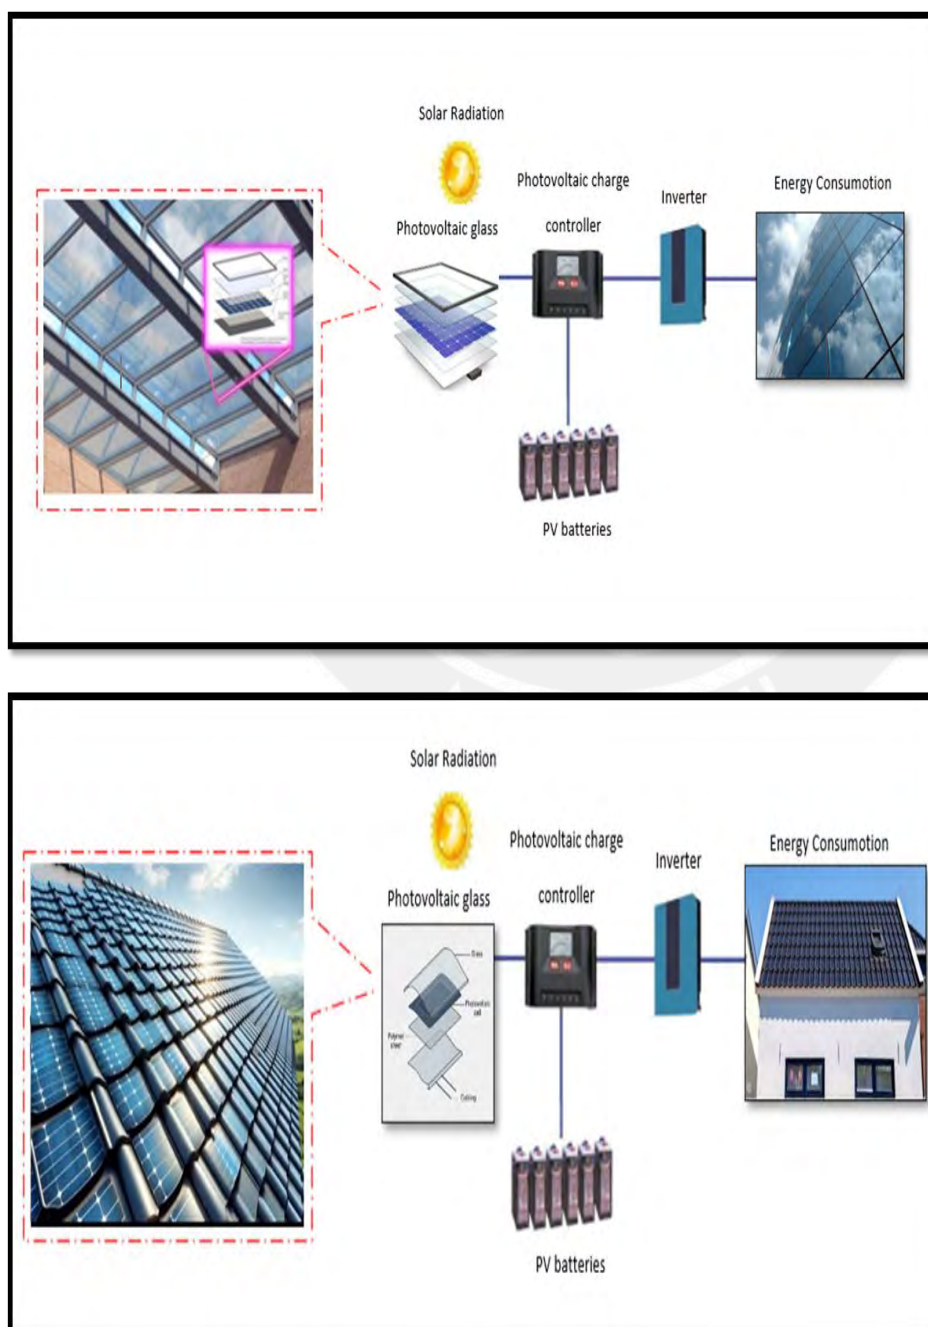 Solar Radiation
Photovoltaic charge
controller
Inverter
Energy Consumotion
Photovoltaic glass
PV batteries
Solar Radiation
Photovoltaic charge
controller
Inverter
Energy Consumotion
Photovoltaic glass
Glass
Photovoltaic
cell
Polymer
sheet
PV batteries